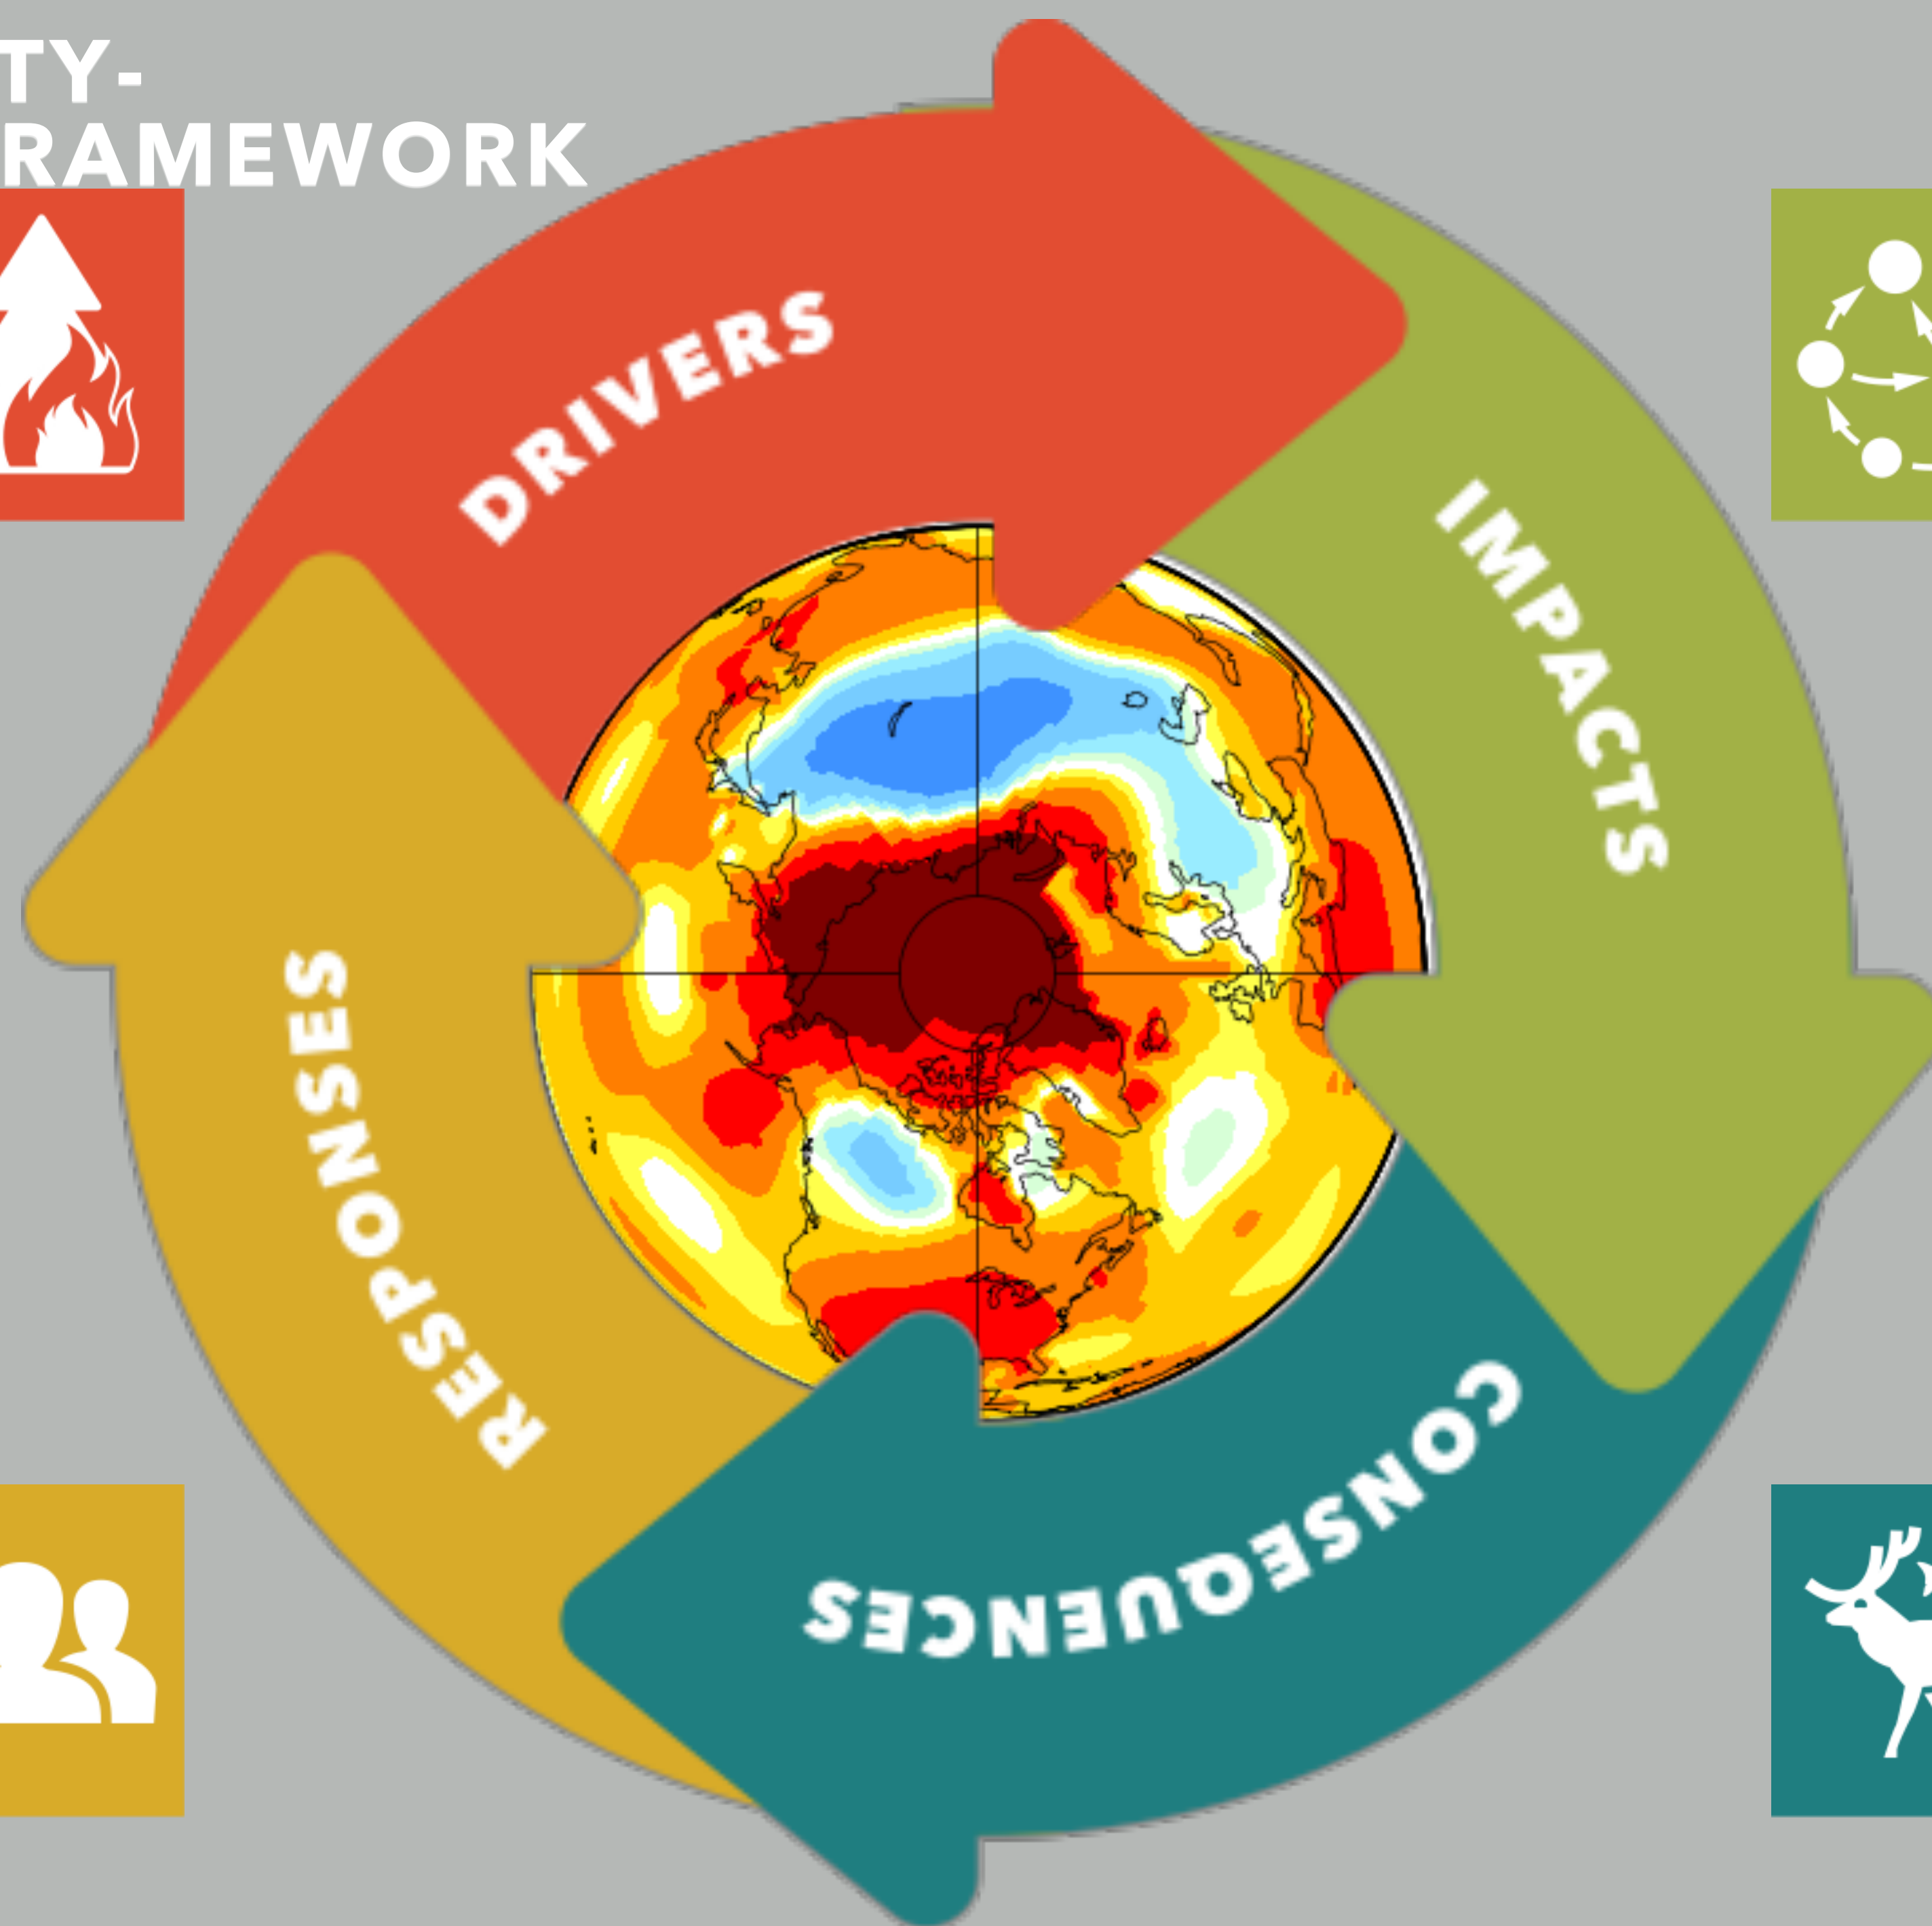 TY-
RAMEWORK
DRIVERS
IMPACTS
CONSEQUENCES
RESPONSES